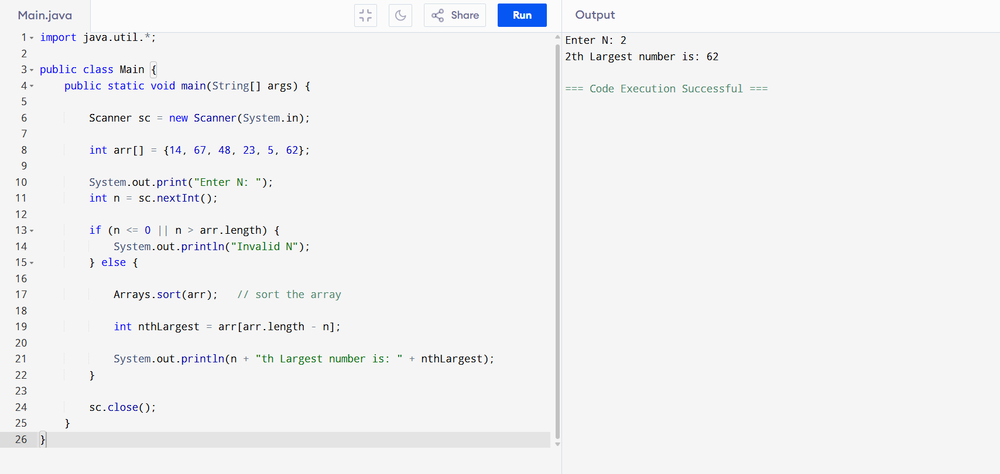 Main.java
Share
Run
Output
1 import java.util.*;
2
3 public class Main {
4     public static void main(String[] args) {
5
6         Scanner sc = new Scanner(System.in);
7
8         int arr[] = {14, 67, 48, 23, 5, 62};
9
10         System.out.print("Enter N: ");
11         int n = sc.nextInt();
12
13         if (n <= 0 || n > arr.length) {
14             System.out.println("Invalid N");
15         } else {
16
17             Arrays.sort(arr);   // sort the array
18
19             int nthLargest = arr[arr.length - n];
20
21             System.out.println(n + "th Largest number is: " + nthLargest);
22         }
23
24         sc.close();
25     }
26 }
Enter N: 2
2th Largest number is: 62
=== Code Execution Successful ===